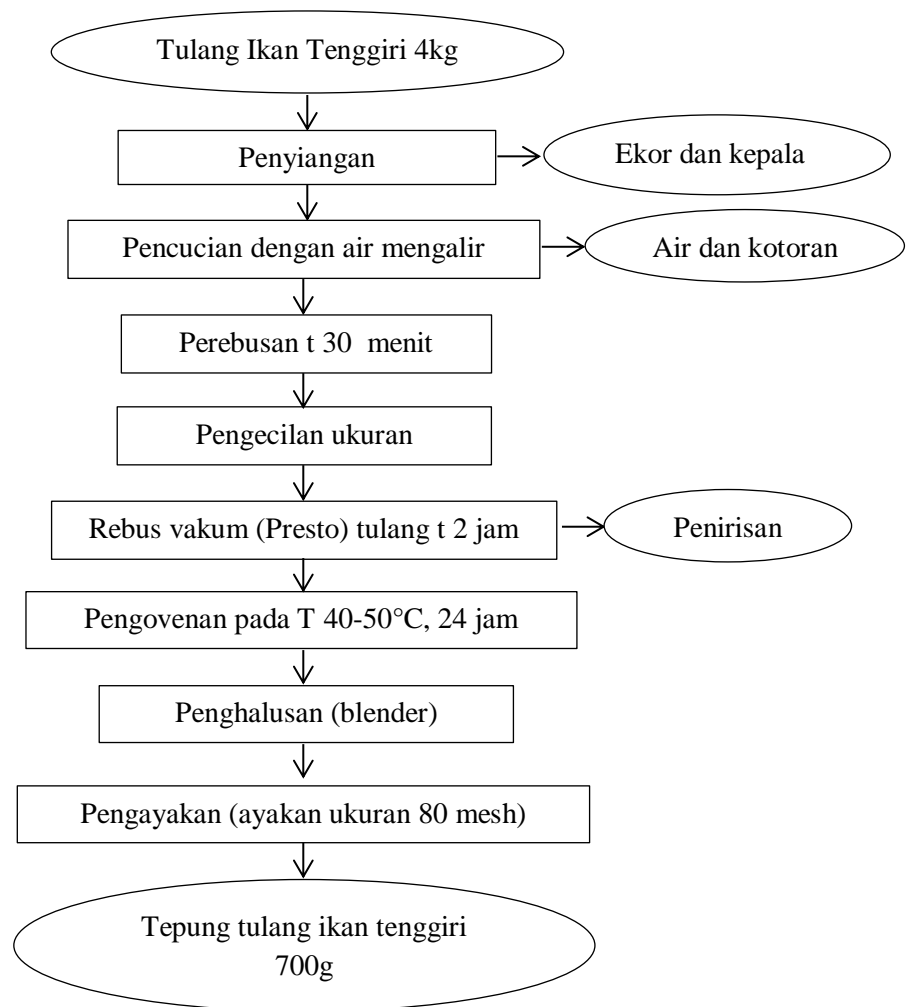 Tulang Ikan Tenggiri 4kg
Penyiangan
Ekor dan kepala
Pencucian dengan air mengalir
Air dan kotoran
Perebusan t 30  menit
Pengecilan ukuran
Rebus vakum (Presto) tulang t 2 jam
Penirisan
Pengovenan pada T 40-50°C, 24 jam
Penghalusan (blender)
Pengayakan (ayakan ukuran 80 mesh)
Tepung tulang ikan tenggiri
700g